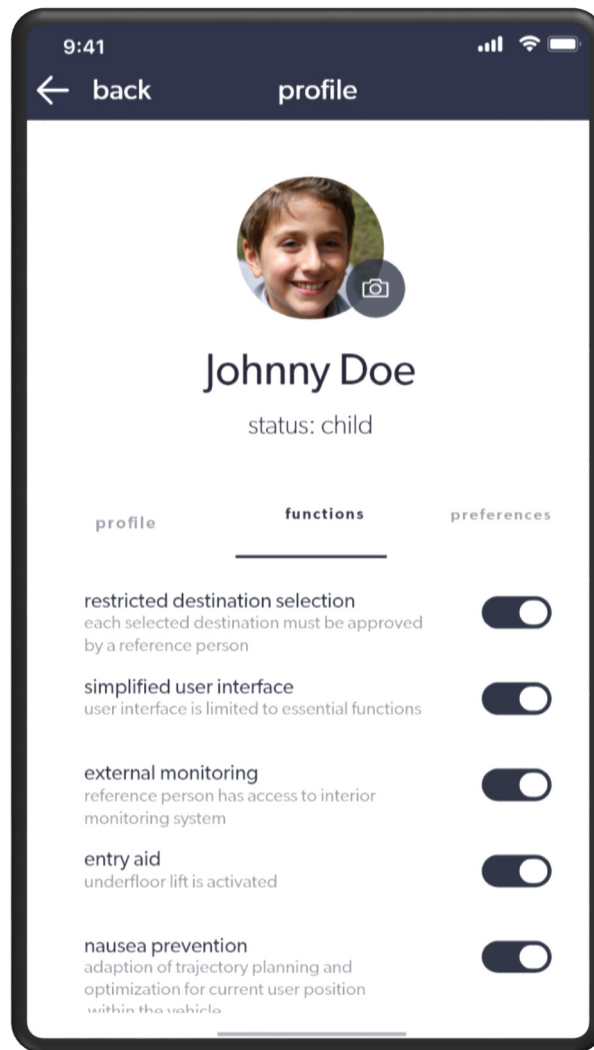 9:41
back profile
Johnny Doe
status: child
profile functions preferences
restricted destination selection
each selected destination must be approved
by a reference person
simplified user interface
user interface is limited to essential functions
external monitoring
reference person has access to interior
monitoring system
entry aid
underfloor lift is activated
nausea prevention
adaption of trajectory planning and
optimization for current user position
within the vehicle